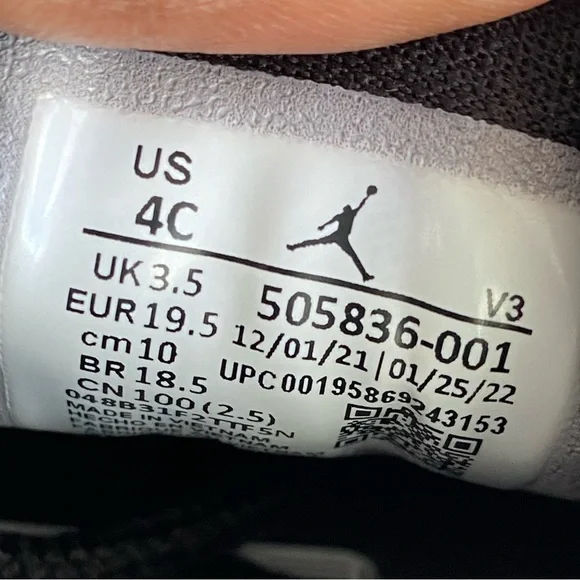 US
4C
V3
UK 3.5
505836-001
EUR 19.5
12/01/21|01/25/22
cm 10
UPC 00195869243153
BR 18.5
CN 100 (2.5)
MADE IN VIETNAM
HECHO